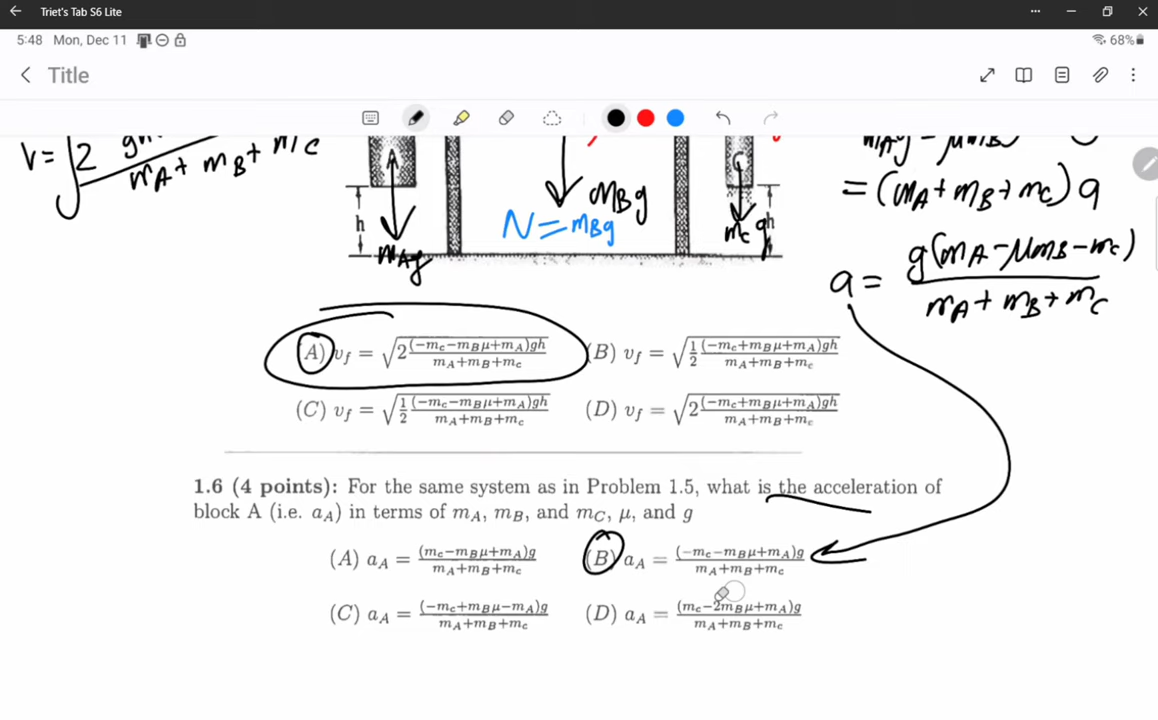 Triet's Tab S6 Lite
5:48 Mon, Dec 11 68%
Title
V = √2 gh
mA + mB + mC
A
h
mAg
mBg
N = mBg
C
mC g
h
= (mA + mB + mC) a
a = g(mA - μmB - mC)
mA + mB + mC
(A) vf = √2 (−mc−mBμ+mA)gh / mA+mB+mc (B) vf = √1/2 (−mc+mBμ+mA)gh / mA+mB+mc
(C) vf = √1/2 (−mc−mBμ+mA)gh / mA+mB+mc (D) vf = √2 (−mc+mBμ+mA)gh / mA+mB+mc
1.6 (4 points): For the same system as in Problem 1.5, what is the acceleration of
block A (i.e. aA) in terms of mA, mB, and mC, μ, and g
(A) aA = (mc−mBμ+mA)g / mA+mB+mc (B) aA = (−mc−mBμ+mA)g / mA+mB+mc
(C) aA = (−mc+mBμ−mA)g / mA+mB+mc (D) aA = (mc−2mBμ+mA)g / mA+mB+mc